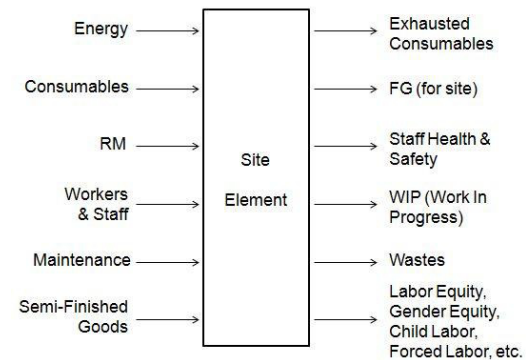 Energy
Consumables
RM
Workers
& Staff
Maintenance
Semi-Finished
Goods
Site
Element
Exhausted
Consumables
FG (for site)
Staff Health &
Safety
WIP (Work In
Progress)
Wastes
Labor Equity,
Gender Equity,
Child Labor,
Forced Labor, etc.